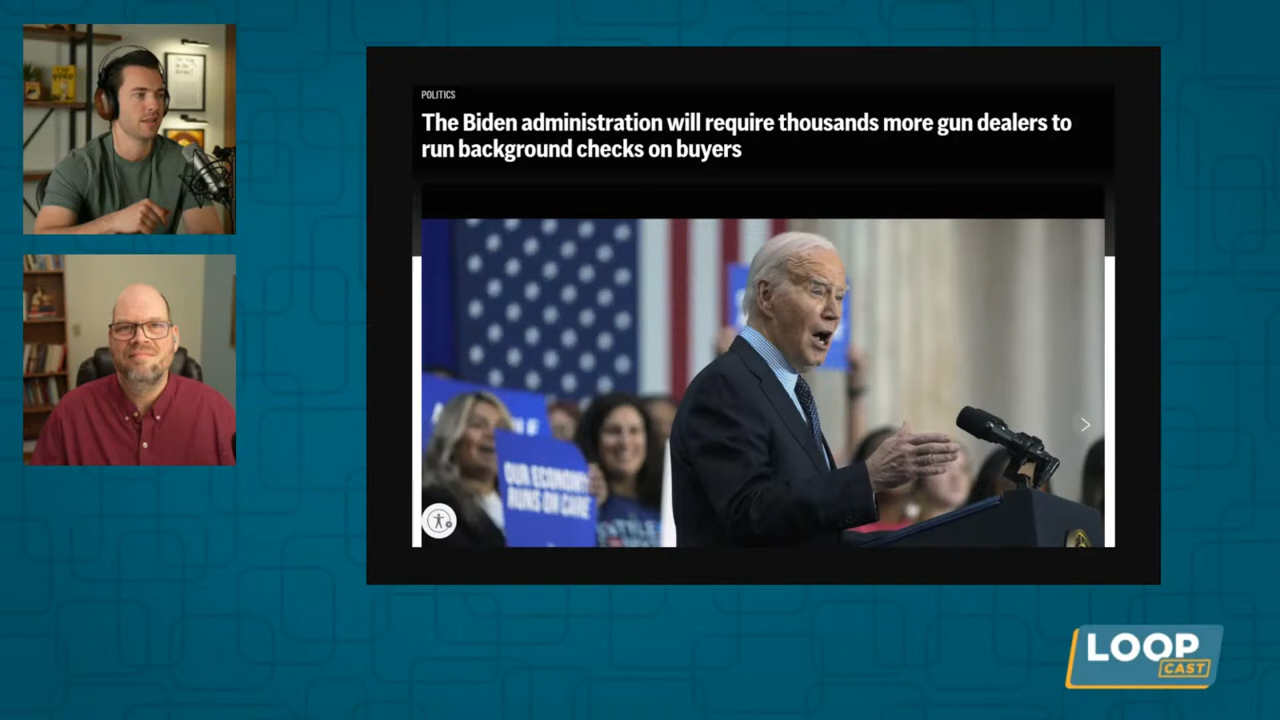 POLITICS
The Biden administration will require thousands more gun dealers to
run background checks on buyers
OUR ECONOMY
RUNS ON CARE
LOOP
CAST